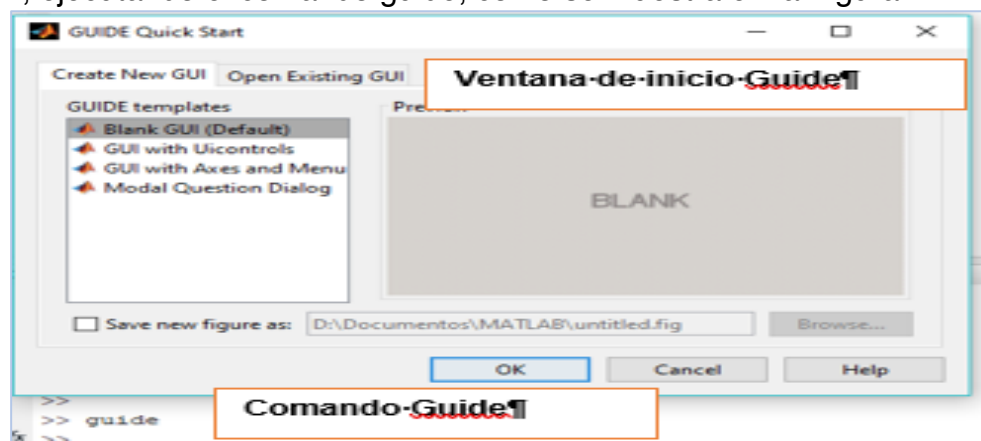 GUIDE Quick Start
Create New GUI Open Existing GUI
Ventana·de·inicio·Guide¶
GUIDE templates
Blank GUI (Default)
GUI with Uicontrols
GUI with Axes and Menu
Modal Question Dialog
BLANK
Save new figure as: D:\Documentos\MATLAB\untitled.fig Browse...
OK Cancel Help
Comando·Guide¶
>>
>> guide
>>